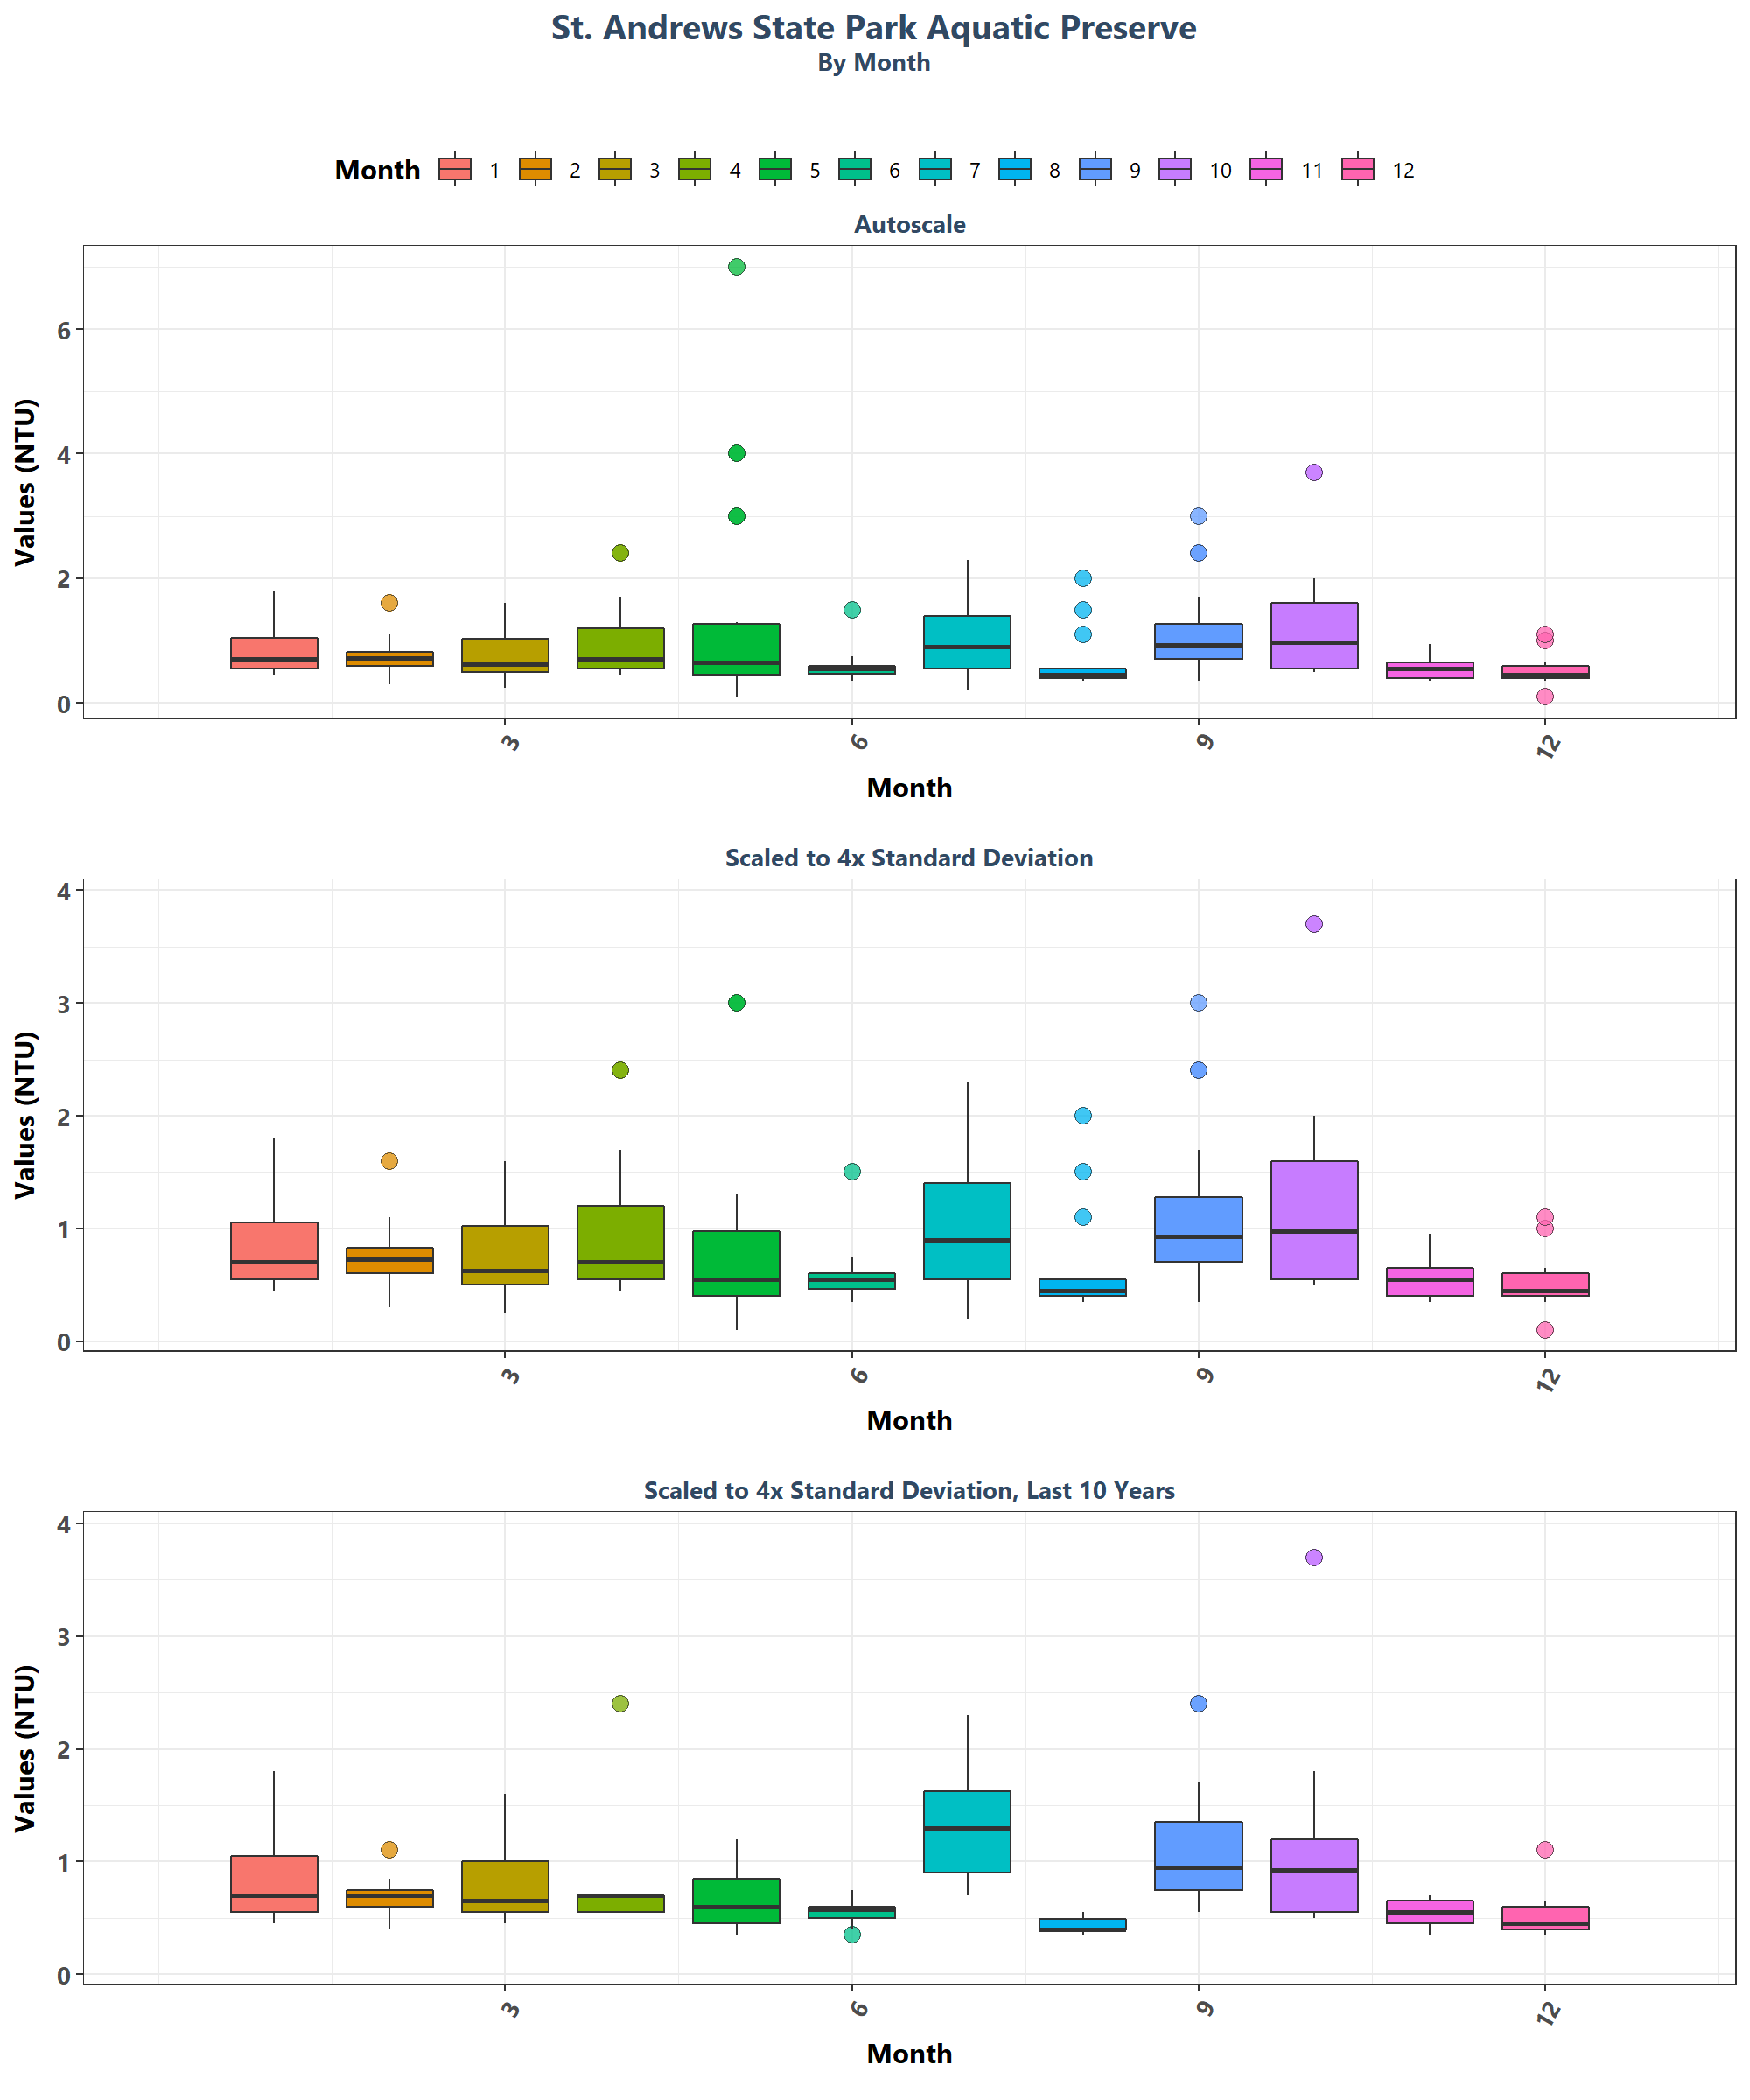 St. Andrews State Park Aquatic Preserve
By Month
Month 1 2 3 4 5 6 7 8 9 10 11 12
Autoscale
Values (NTU)
6
4
2
0
3 6 9 12
Month
Scaled to 4x Standard Deviation
Values (NTU)
4
3
2
1
0
3 6 9 12
Month
Scaled to 4x Standard Deviation, Last 10 Years
Values (NTU)
4
3
2
1
0
3 6 9 12
Month